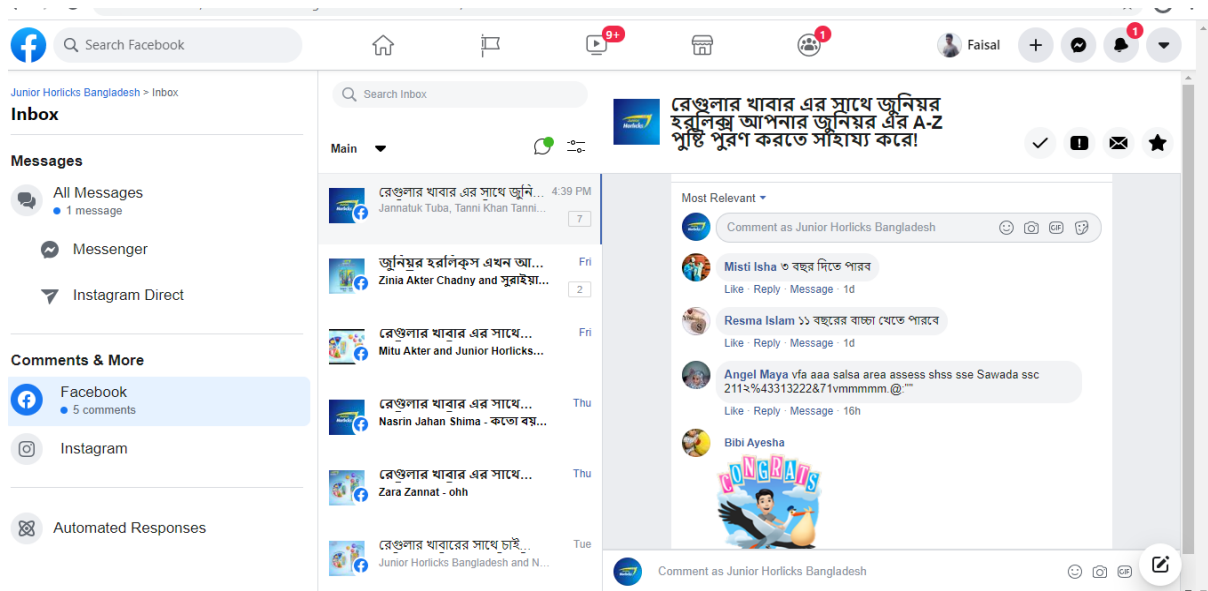 Search Facebook
9+
1
Faisal
1
Junior Horlicks Bangladesh > Inbox
Inbox
Messages
All Messages
1 message
Messenger
Instagram Direct
Comments & More
Facebook
5 comments
Instagram
Automated Responses
Search Inbox
Main
রেগুলার খাবার এর সাথে জুনি... 4:39 PM
Jannatuk Tuba, Tanni Khan Tanni...
7
জুনিয়র হরলিক্স এখন আ... Fri
Zinia Akter Chadny and সুরাইয়া...
2
রেগুলার খাবার এর সাথে... Fri
Mitu Akter and Junior Horlicks...
রেগুলার খাবার এর সাথে... Thu
Nasrin Jahan Shima - কতো বয়...
রেগুলার খাবার এর সাথে... Thu
Zara Zannat - ohh
রেগুলার খাবারের সাথে চাই... Tue
Junior Horlicks Bangladesh and N...
রেগুলার খাবার এর সাথে জুনিয়র
হরলিক্স আপনার জুনিয়র এর A-Z
পুষ্টি পুরণ করতে সাহায্য করে!
Most Relevant
Comment as Junior Horlicks Bangladesh
GIF
Misti Isha ৩ বছর দিতে পারব
Like · Reply · Message · 1d
Resma Islam ১১ বছরের বাচ্চা খেতে পারবে
Like · Reply · Message · 1d
Angel Maya vfa aaa salsa area assess shss sse Sawada ssc
211২%43313222&71vmmmmm.@:""
Like · Reply · Message · 16h
Bibi Ayesha
CONGRATS
Comment as Junior Horlicks Bangladesh
GIF